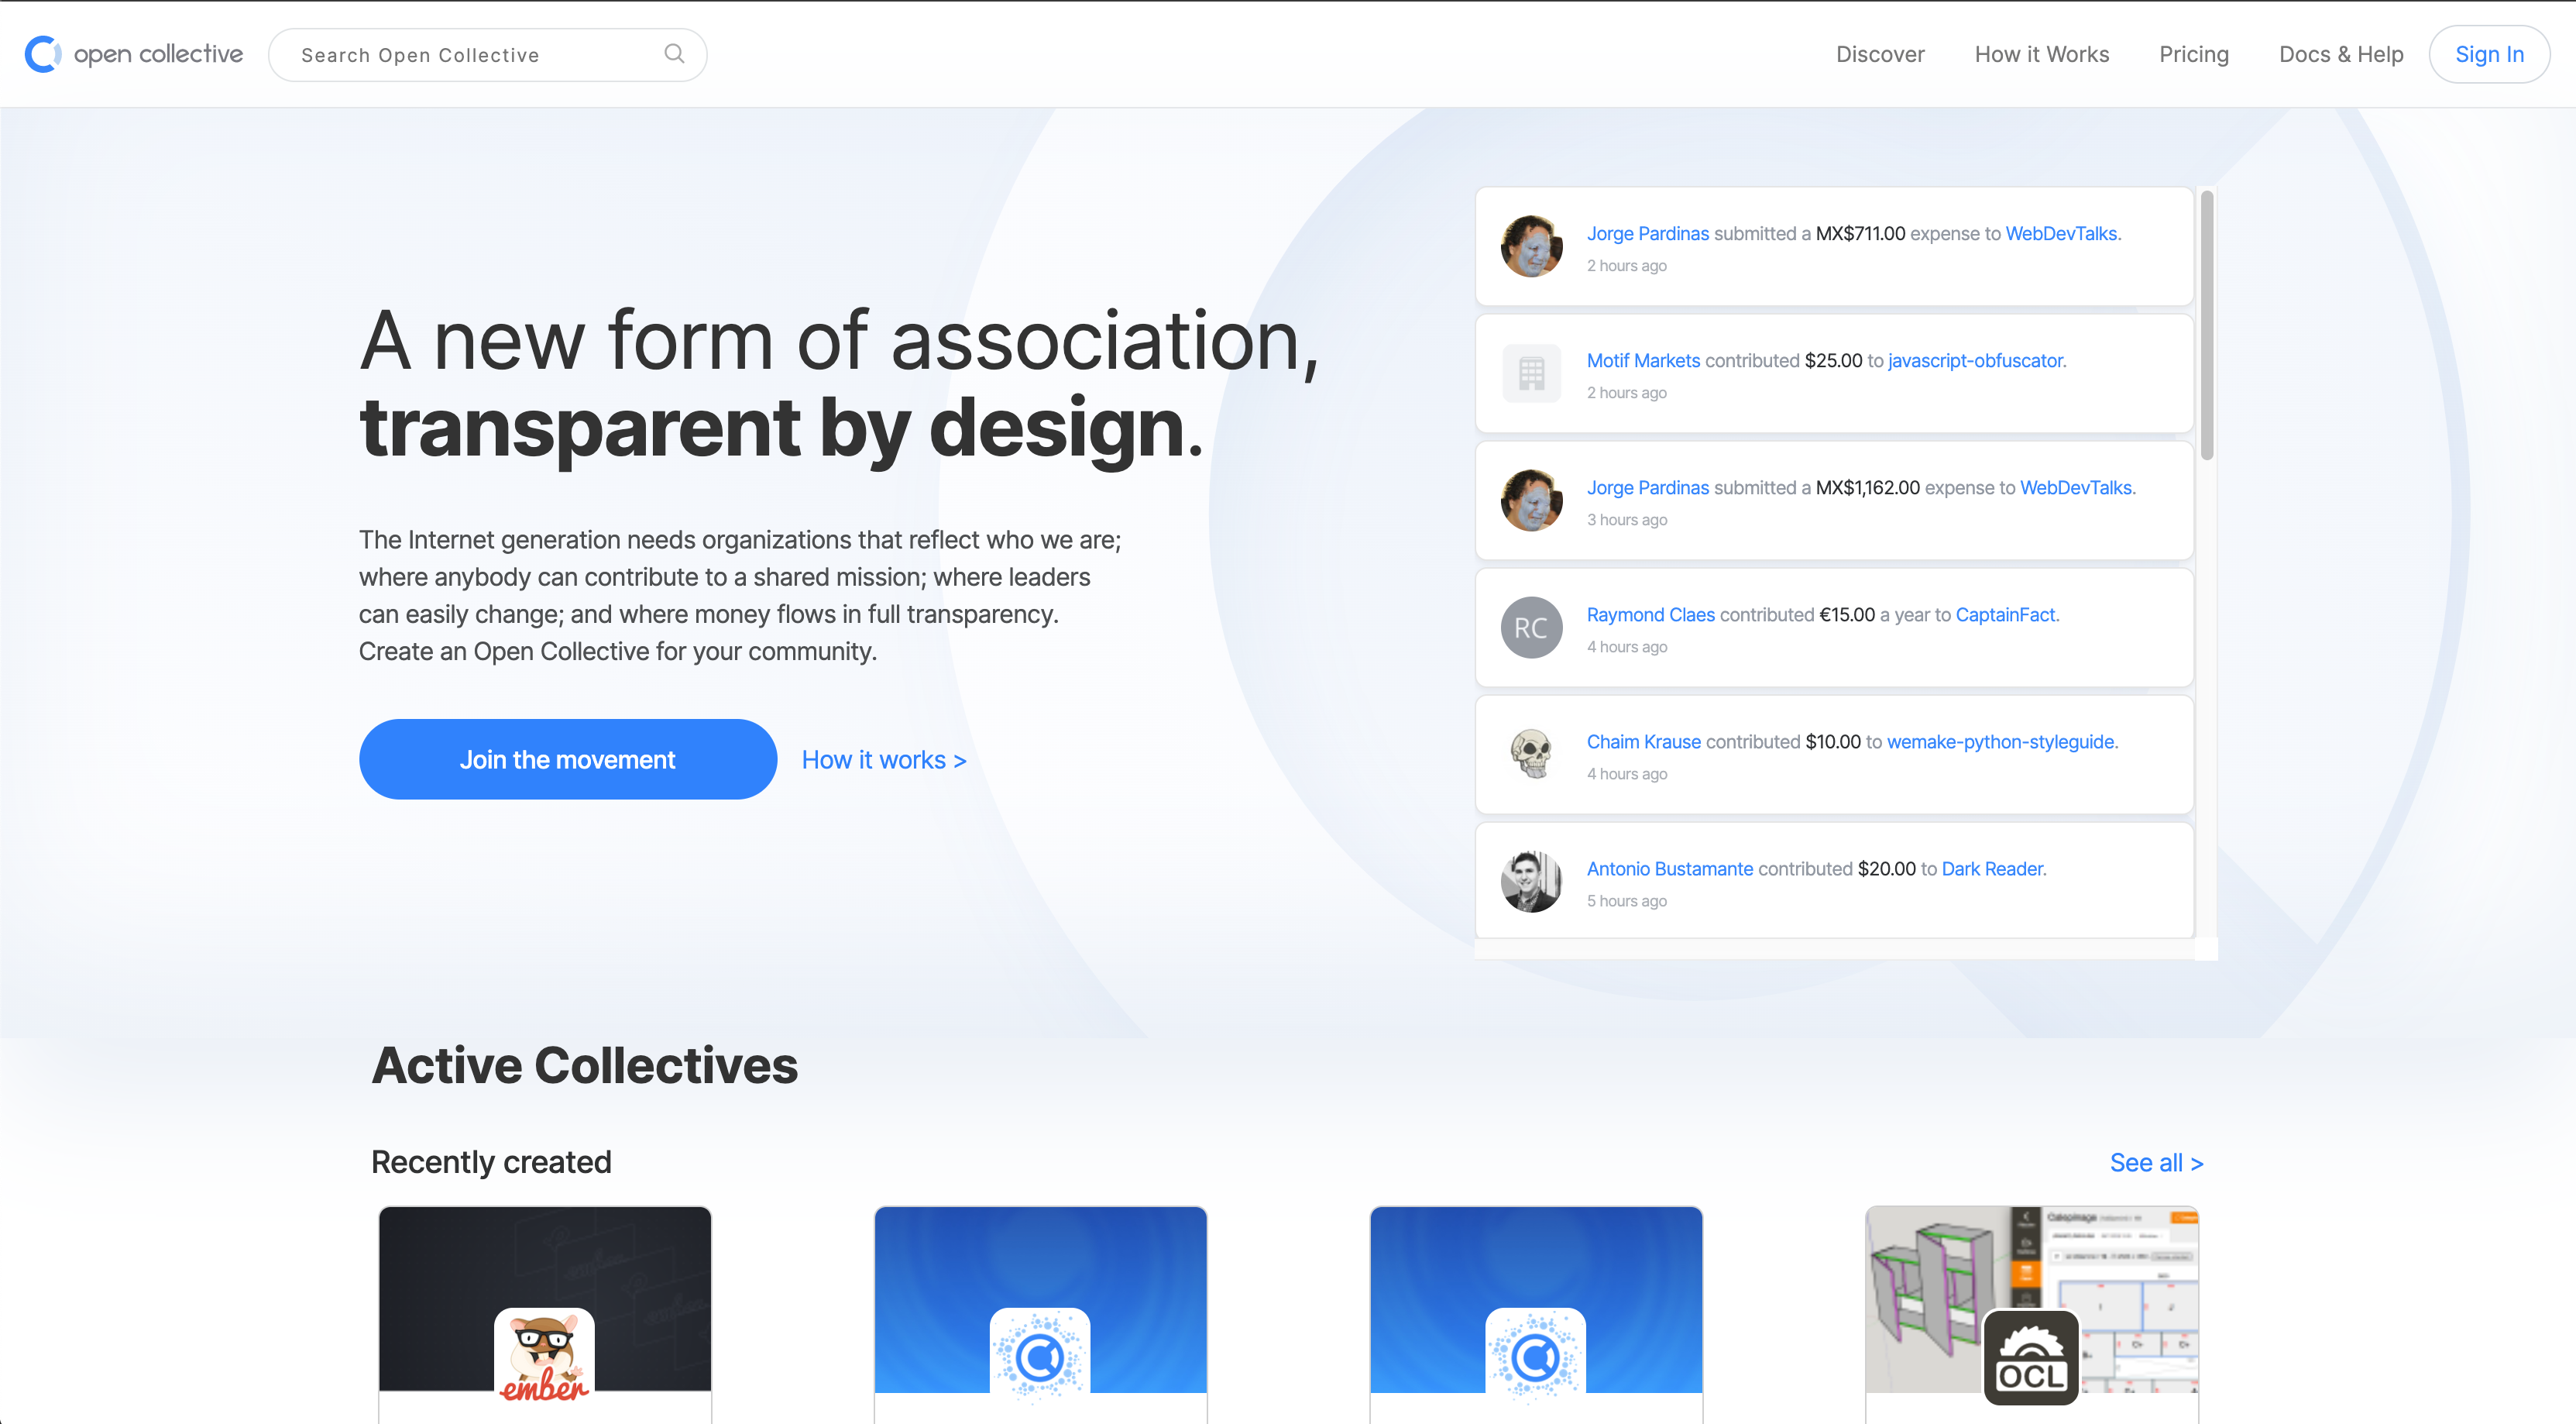 open collective
Search Open Collective
Discover
How it Works
Pricing
Docs & Help
Sign In
A new form of association,
transparent by design.
The Internet generation needs organizations that reflect who we are;
where anybody can contribute to a shared mission; where leaders
can easily change; and where money flows in full transparency.
Create an Open Collective for your community.
Join the movement
How it works >
Jorge Pardinas submitted a MX$711.00 expense to WebDevTalks.
2 hours ago
Motif Markets contributed $25.00 to javascript-obfuscator.
2 hours ago
Jorge Pardinas submitted a MX$1,162.00 expense to WebDevTalks.
3 hours ago
RC
Raymond Claes contributed €15.00 a year to CaptainFact.
4 hours ago
Chaim Krause contributed $10.00 to wemake-python-styleguide.
4 hours ago
Antonio Bustamante contributed $20.00 to Dark Reader.
5 hours ago
Active Collectives
Recently created
See all >
ember
OCL